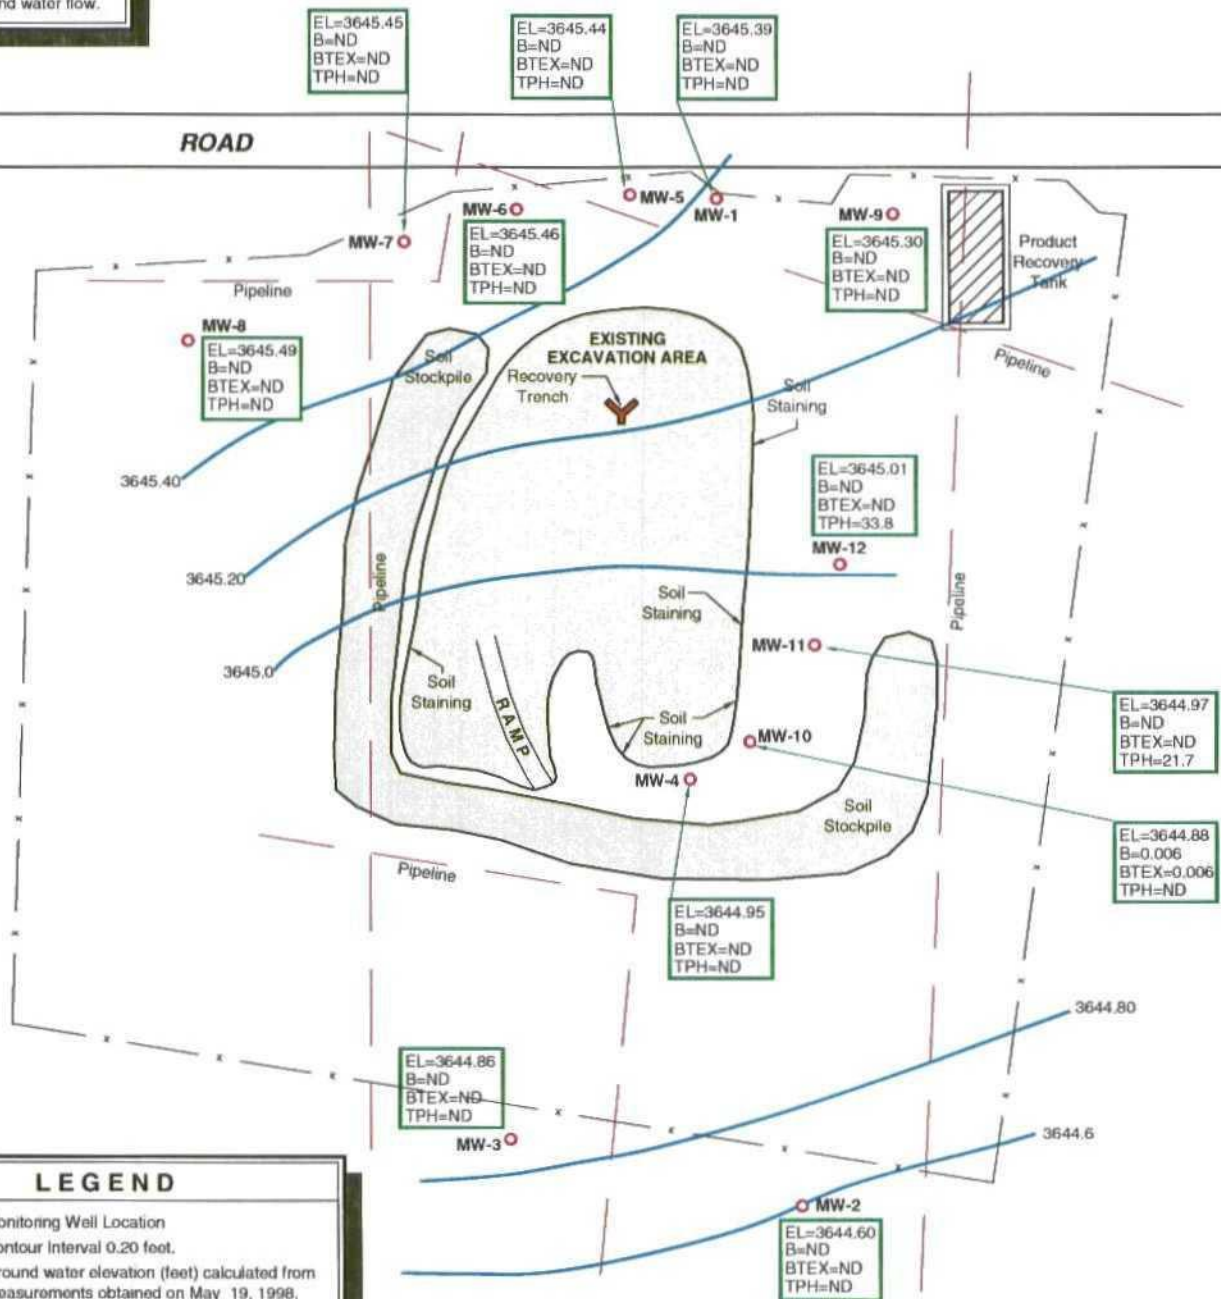 nd water flow.
EL=3645.45
B=ND
BTEX=ND
TPH=ND
EL=3645.44
B=ND
BTEX=ND
TPH=ND
EL=3645.39
B=ND
BTEX=ND
TPH=ND
ROAD
MW-7
MW-6
EL=3645.46
B=ND
BTEX=ND
TPH=ND
MW-5
MW-1
MW-9
EL=3645.30
B=ND
BTEX=ND
TPH=ND
Product
Recovery
Tank
Pipeline
Pipeline
MW-8
EL=3645.49
B=ND
BTEX=ND
TPH=ND
Soil
Stockpile
EXISTING
EXCAVATION AREA
Recovery
Trench
Soil
Staining
3645.40
EL=3645.01
B=ND
BTEX=ND
TPH=33.8
MW-12
3645.20
Pipeline
Pipeline
Soil
Staining
3645.0
MW-11
EL=3644.97
B=ND
BTEX=ND
TPH=21.7
Soil
Staining
RAMP
Soil
Staining
MW-10
MW-4
EL=3644.88
B=0.006
BTEX=0.006
TPH=ND
Soil
Stockpile
Pipeline
EL=3644.95
B=ND
BTEX=ND
TPH=ND
3644.80
EL=3644.86
B=ND
BTEX=ND
TPH=ND
MW-3
3644.6
MW-2
EL=3644.60
B=ND
BTEX=ND
TPH=ND
LEGEND
onitoring Well Location
ontour Interval 0.20 feet.
round water elevation (feet) calculated from
easurements obtained on May 19, 1998.